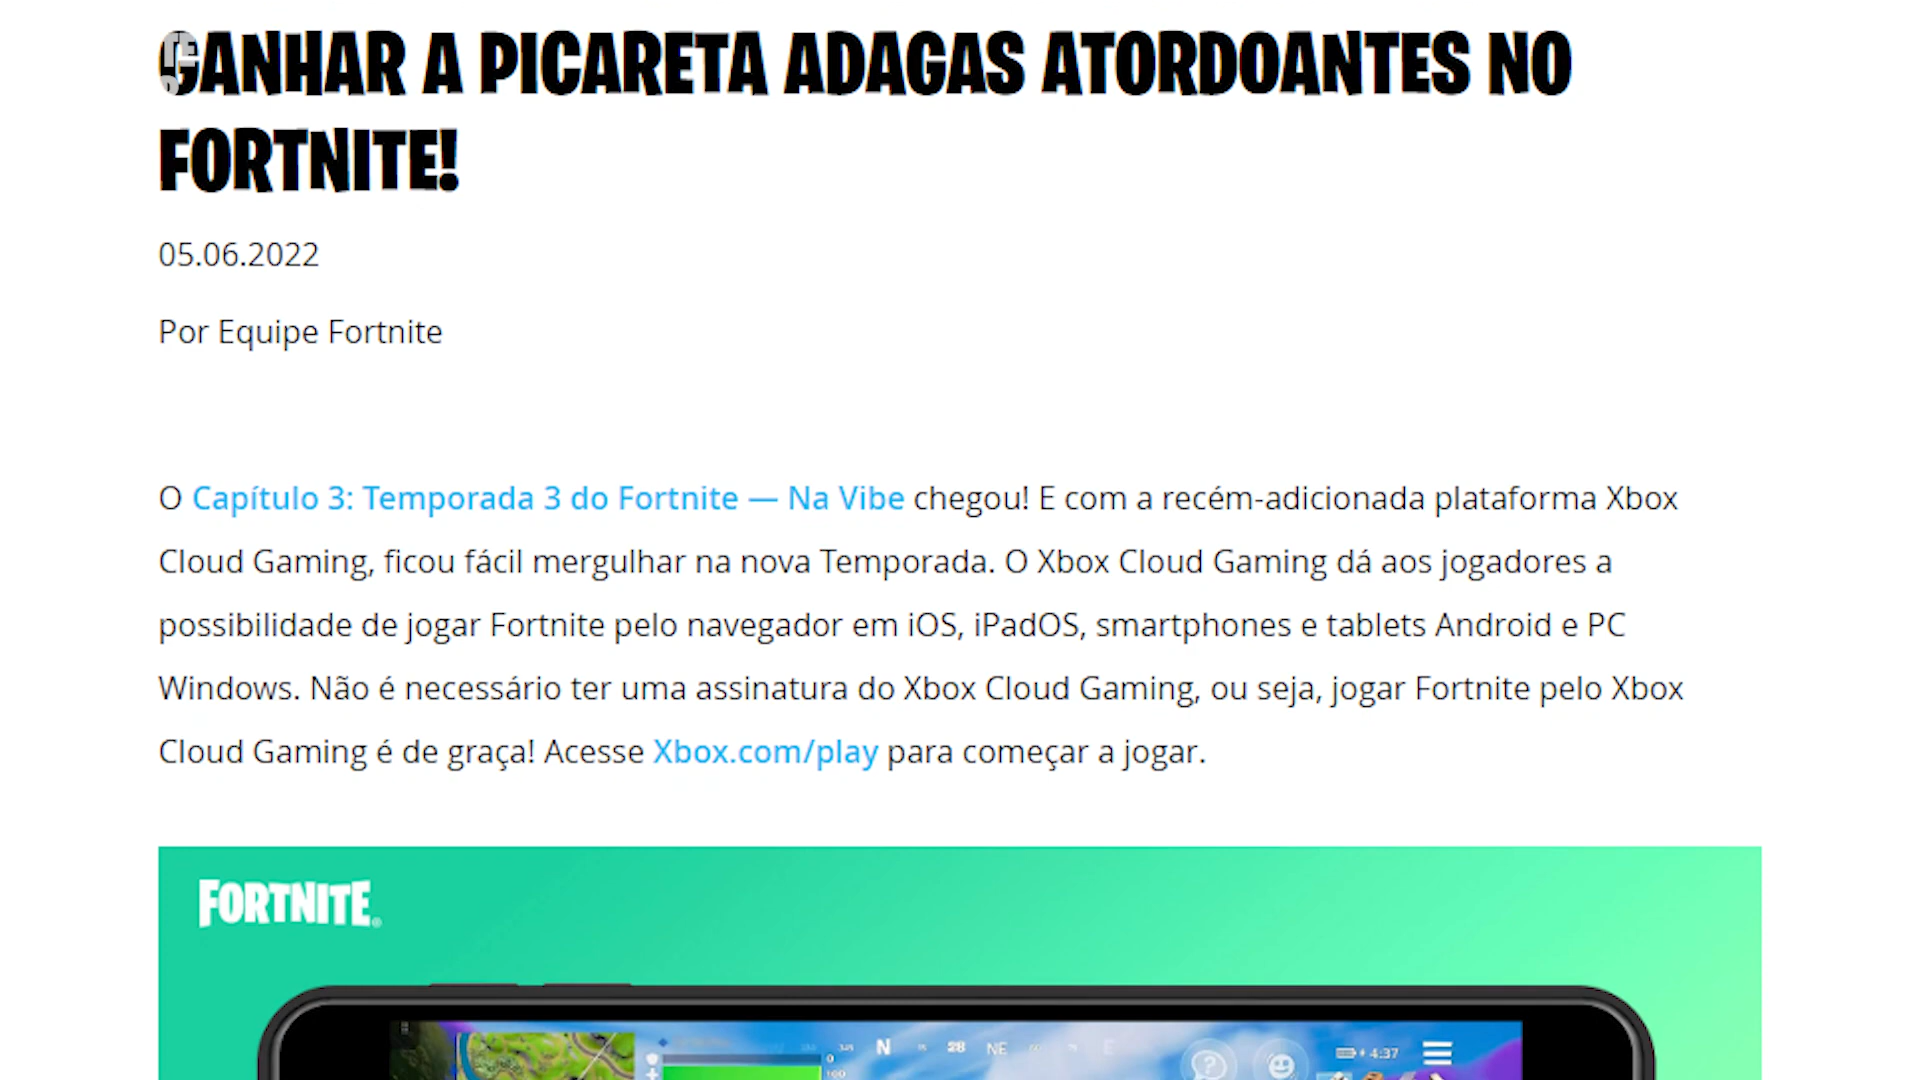 GANHAR A PICARETA ADAGAS ATORDOANTES NO
FORTNITE!
05.06.2022
Por Equipe Fortnite
O Capítulo 3: Temporada 3 do Fortnite — Na Vibe chegou! E com a recém-adicionada plataforma Xbox
Cloud Gaming, ficou fácil mergulhar na nova Temporada. O Xbox Cloud Gaming dá aos jogadores a
possibilidade de jogar Fortnite pelo navegador em iOS, iPadOS, smartphones e tablets Android e PC
Windows. Não é necessário ter uma assinatura do Xbox Cloud Gaming, ou seja, jogar Fortnite pelo Xbox
Cloud Gaming é de graça! Acesse Xbox.com/play para começar a jogar.
FORTNITE®
345 N 28 NE 4:37
0
100